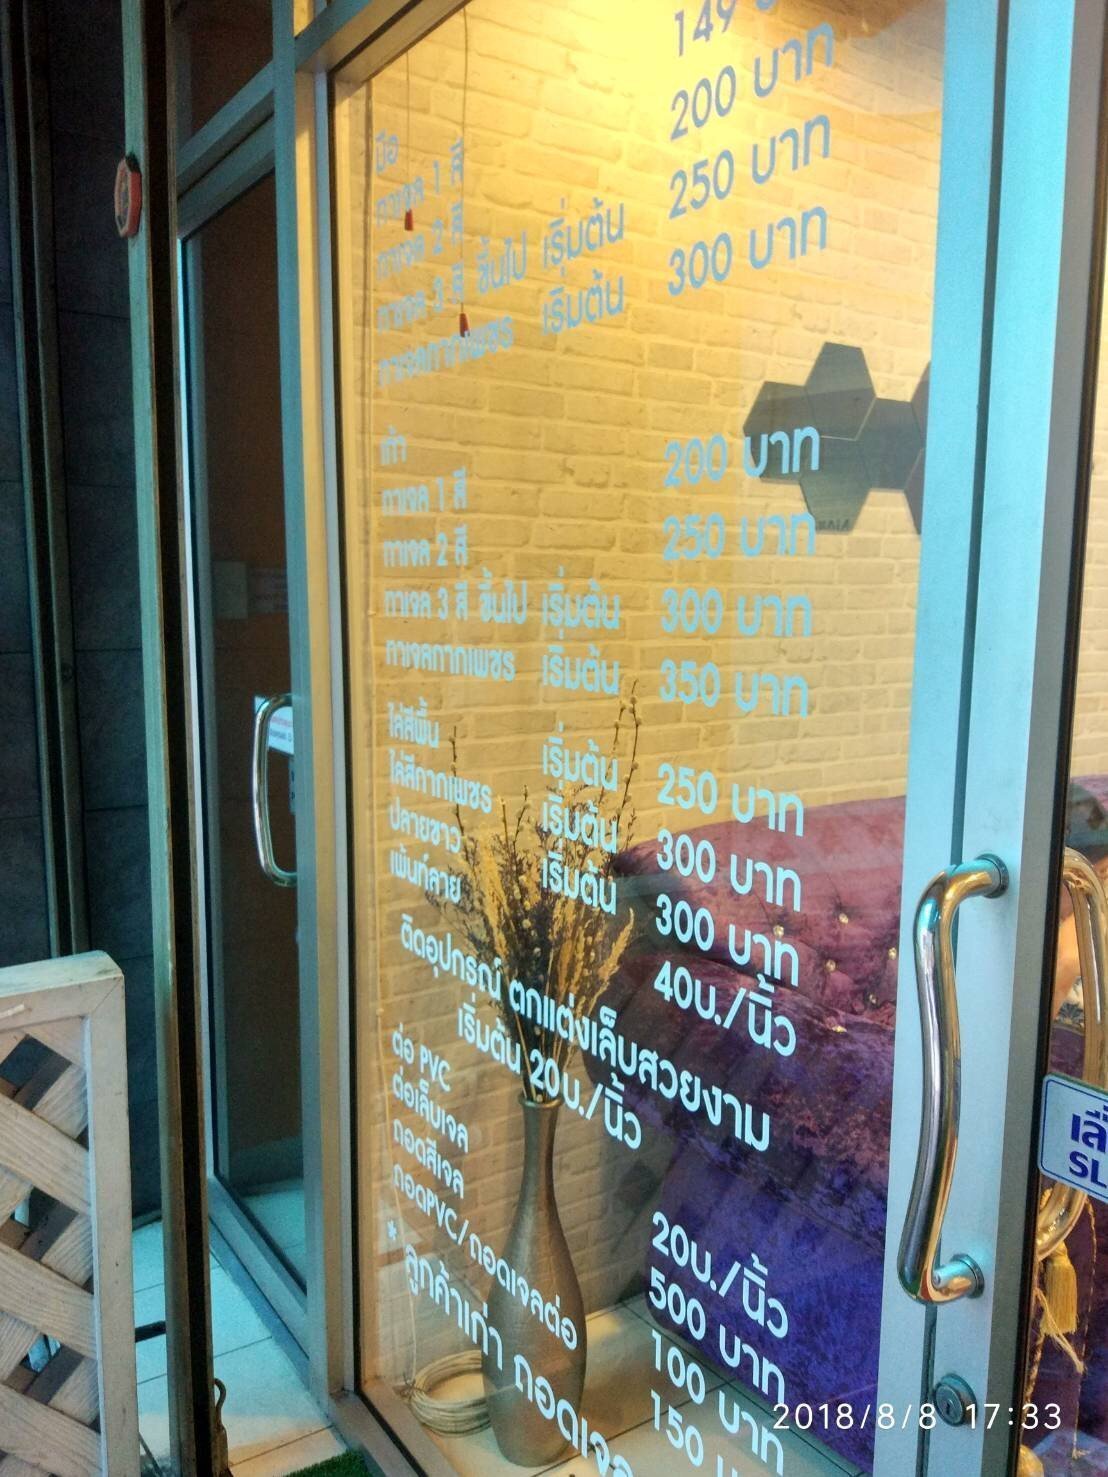 มือ
ทาเจล 1 สี 149
ทาเจล 2 สี 200 บาท
ทาเจล 3 สี ขึ้นไป เริ่มต้น 250 บาท
ทาเจลกากเพชร เริ่มต้น 300 บาท
เท้า
ทาเจล 1 สี 200 บาท
ทาเจล 2 สี 250 บาท
ทาเจล 3 สี ขึ้นไป เริ่มต้น 300 บาท
ทาเจลกากเพชร เริ่มต้น 350 บาท
ไล่สีพื้น เริ่มต้น 250 บาท
ไล่สีกากเพชร เริ่มต้น 300 บาท
ปลายขาว เริ่มต้น 300 บาท
เพ้นท์ลาย 40บ./นิ้ว
ติดอุปกรณ์ ตกแต่งเล็บสวยงาม
เริ่มต้น 20บ./นิ้ว
ต่อ PVC 20บ./นิ้ว
ต่อเล็บเจล 500 บาท
ถอดสีเจล 100 บาท
ถอดPVC/ถอดเจลต่อ 150
* ลูกค้าเก่า ถอดเจล
SL
2018/8/8 17:33